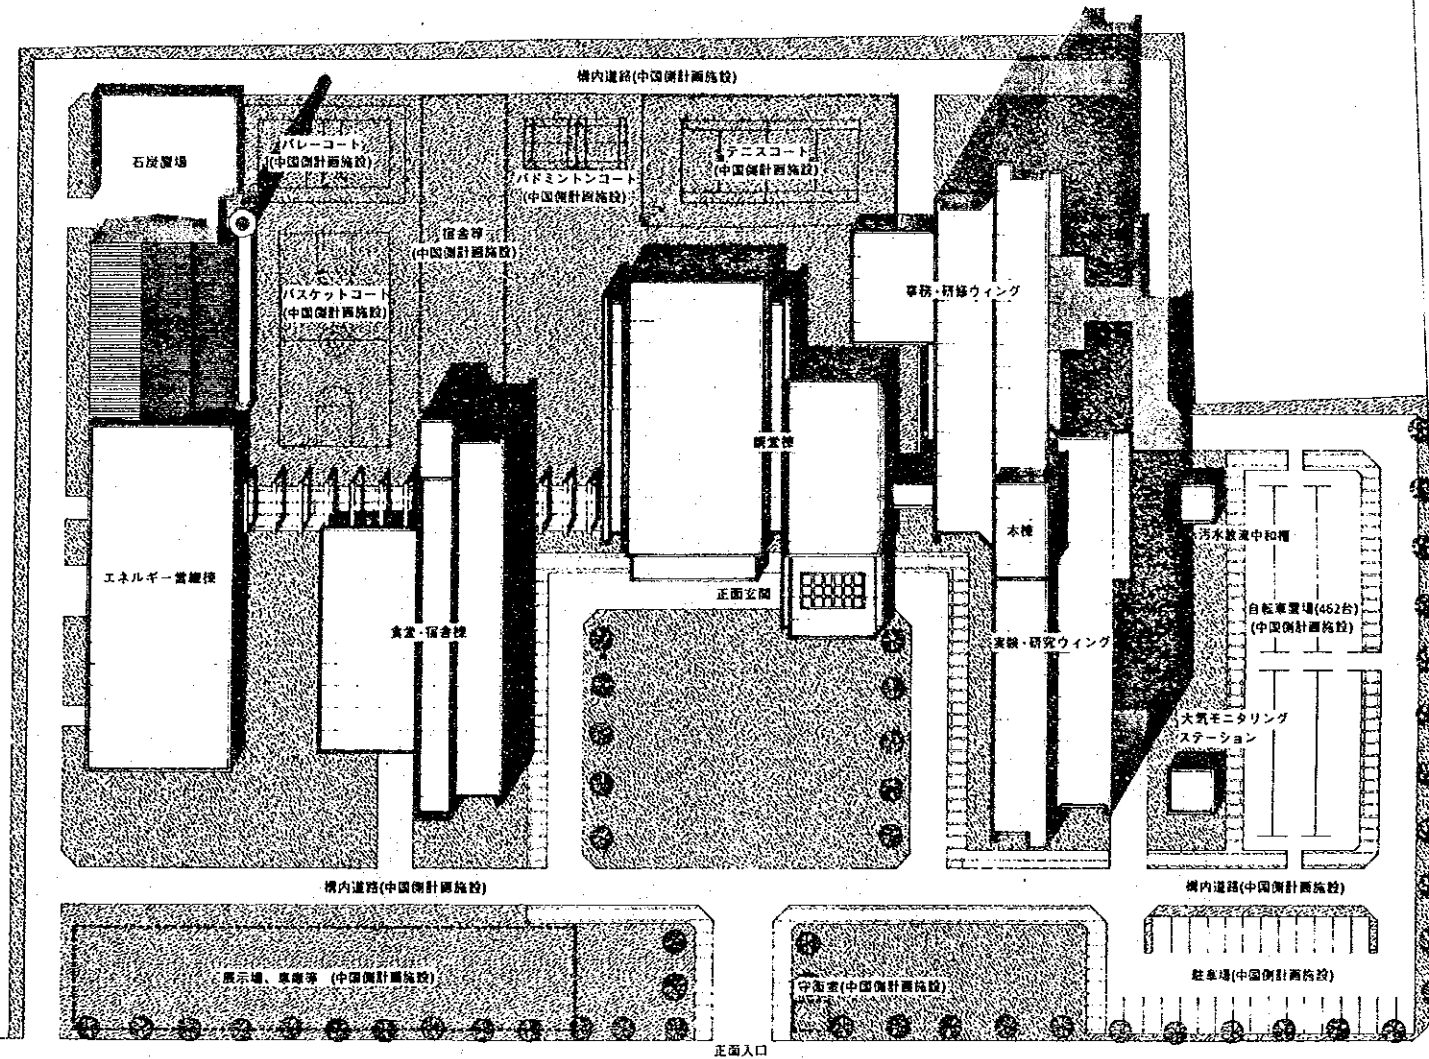 構内道路(中国側計画施設)
石炭置場
バレーコート
(中国側計画施設)
バドミントンコート
(中国側計画施設)
テニスコート
(中国側計画施設)
宿舎等
(中国側計画施設)
バスケットコート
(中国側計画施設)
事務・研修ウィング
講堂棟
本棟
汚水放流中和槽
エネルギー営繕棟
正面玄関
自転車置場(462台)
(中国側計画施設)
食堂・宿舎棟
実験・研究ウィング
大気モニタリング
ステーション
構内道路(中国側計画施設)
構内道路(中国側計画施設)
展示場、車庫等 (中国側計画施設)
守衛室(中国側計画施設)
駐車場(中国側計画施設)
正面入口